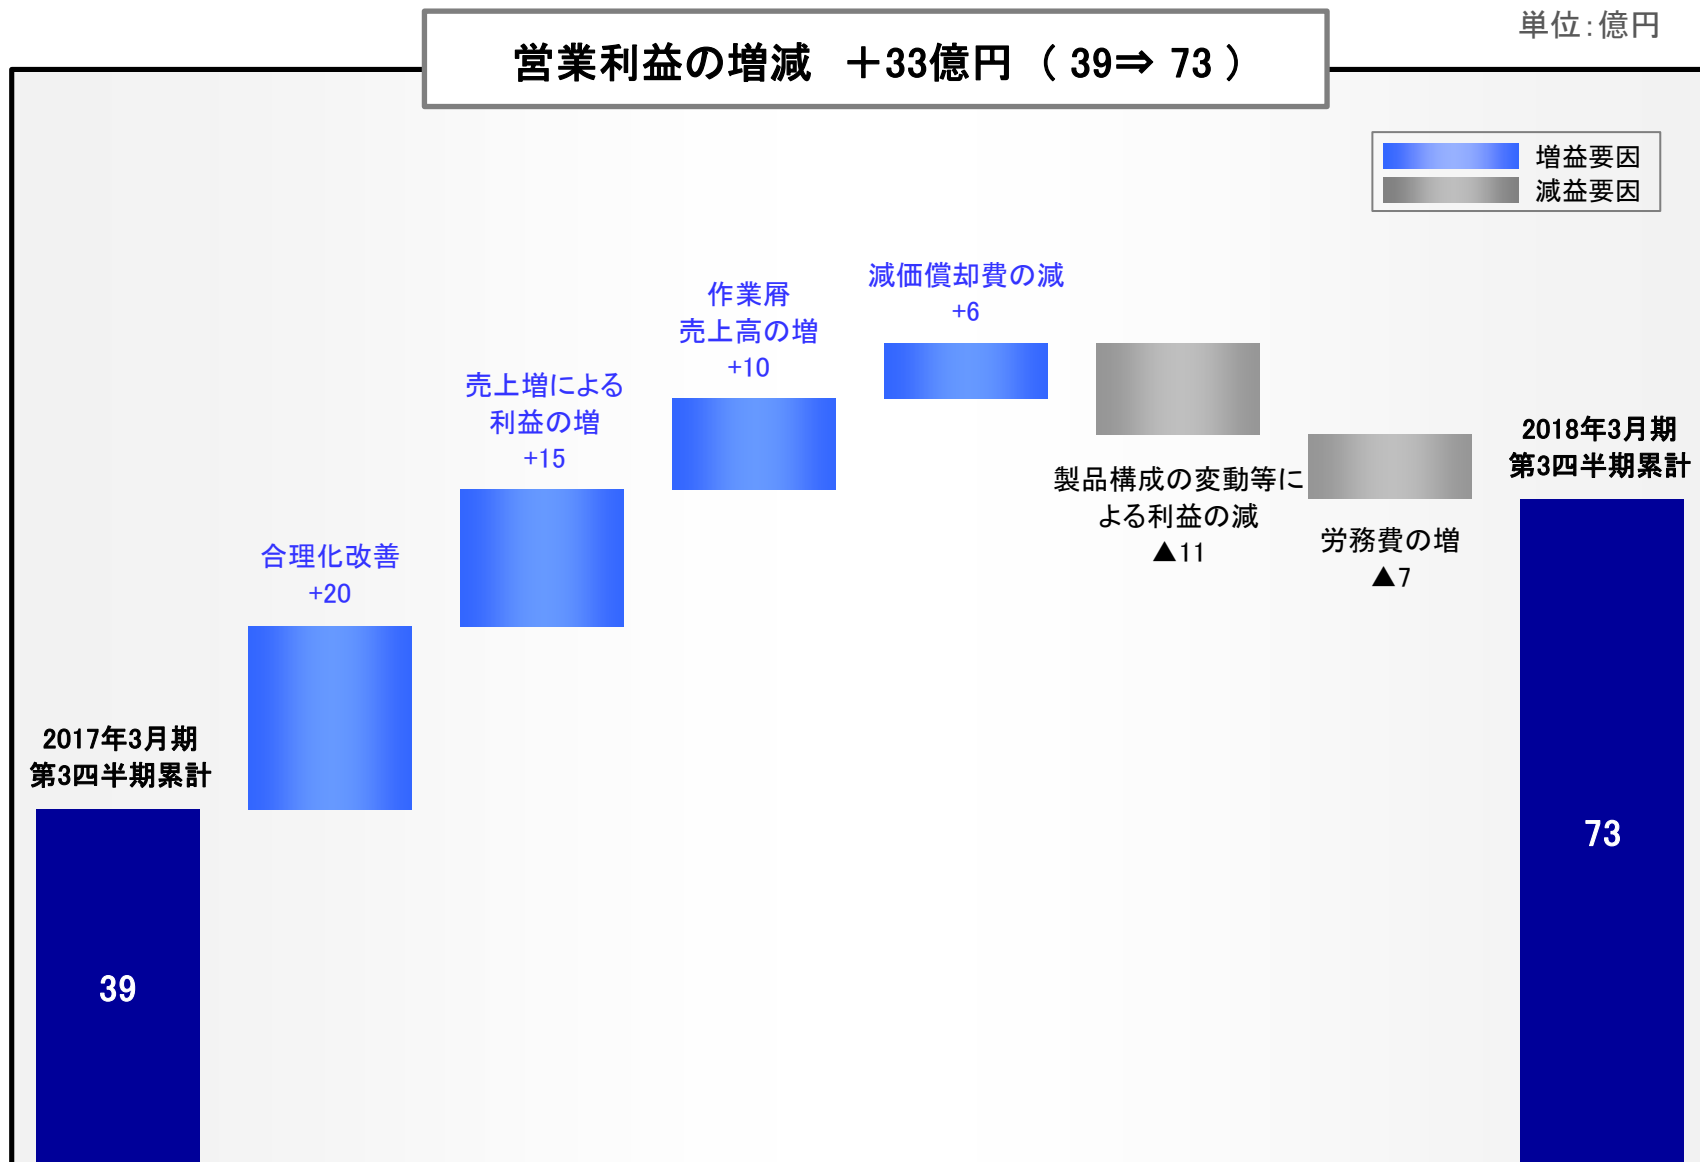 単位:億円
営業利益の増減 +33億円 ( 39⇒ 73 )
増益要因
減益要因
減価償却費の減
+6
作業屑
売上高の増
+10
売上増による
利益の増
+15
合理化改善
+20
製品構成の変動等に
よる利益の減
▲11
労務費の増
▲7
2018年3月期
第3四半期累計
73
2017年3月期
第3四半期累計
39